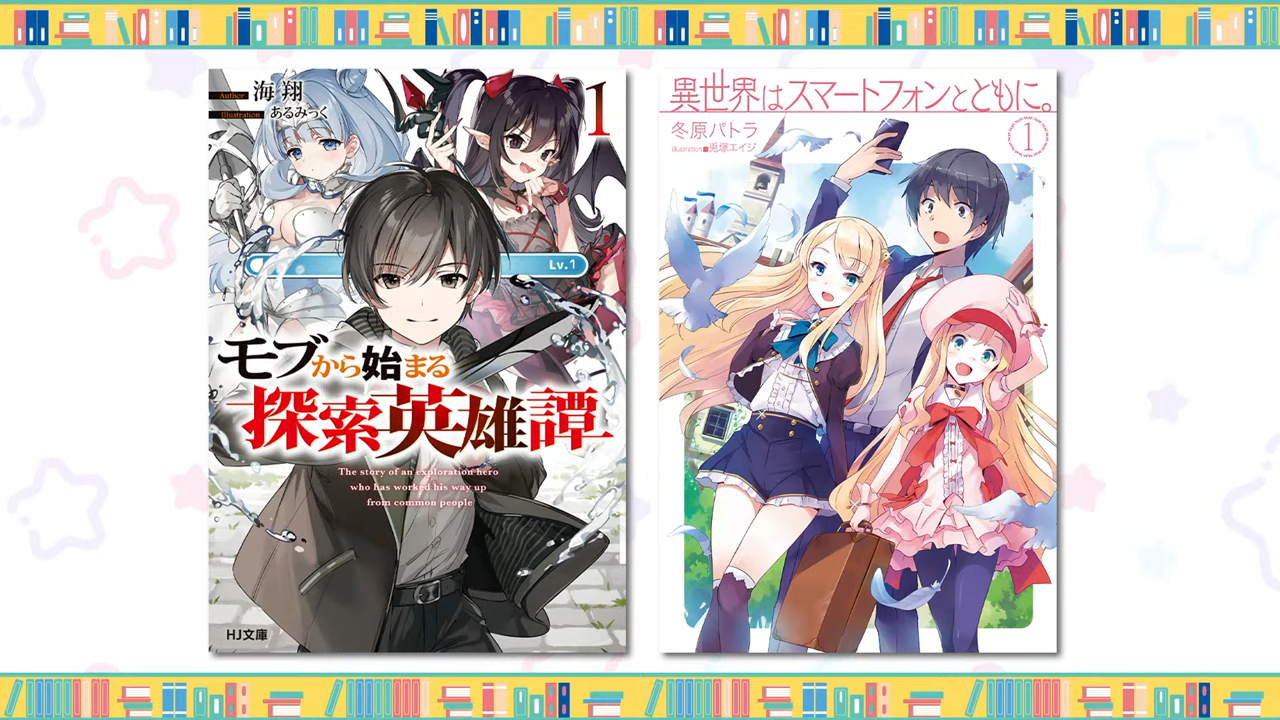 Author 海翔
Illustration あるみっく
1
Lv.1
モブから始まる
探索英雄譚
The story of an exploration hero
who has worked his way up
from common people
HJ文庫
異世界はスマートフォンとともに。
冬原パトラ
illustration■兎塚エイジ
1